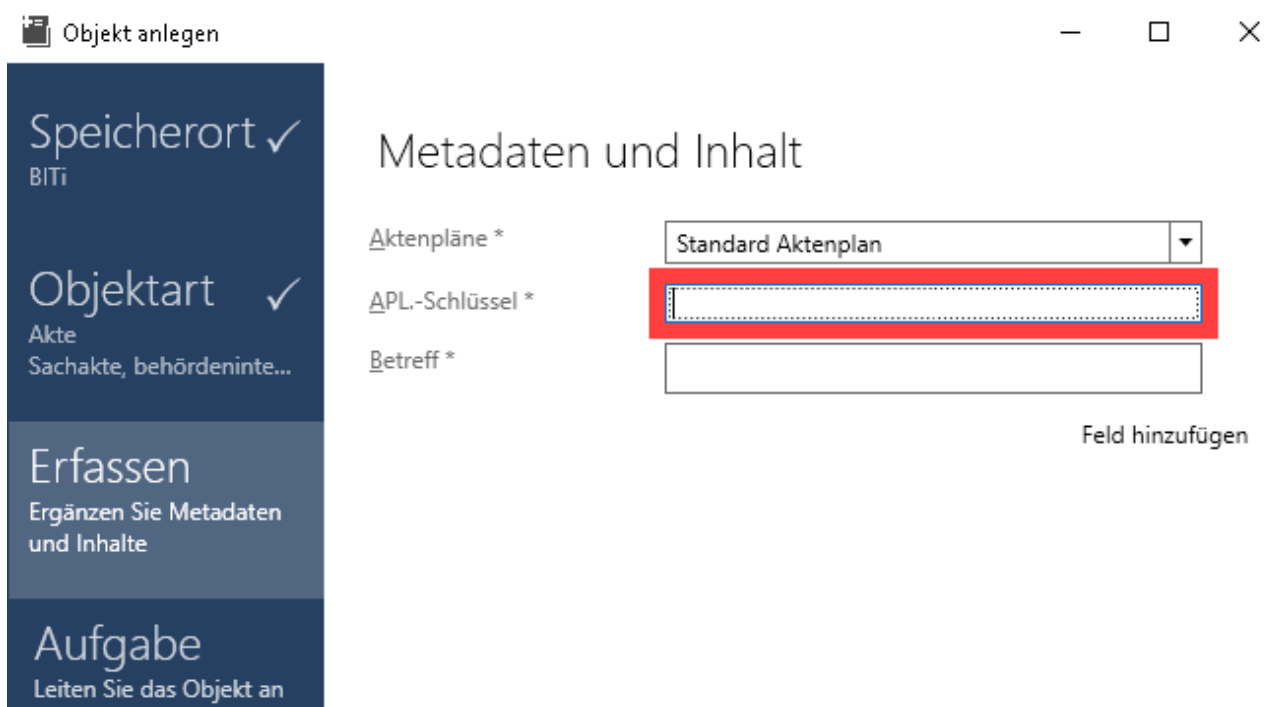 Objekt anlegen
Speicherort
BITi
Objektart
Akte
Sachakte, behördeninte...
Erfassen
Ergänzen Sie Metadaten
und Inhalte
Aufgabe
Leiten Sie das Objekt an
Metadaten und Inhalt
Aktenpläne *
Standard Aktenplan
APL.-Schlüssel *
Betreff *
Feld hinzufügen